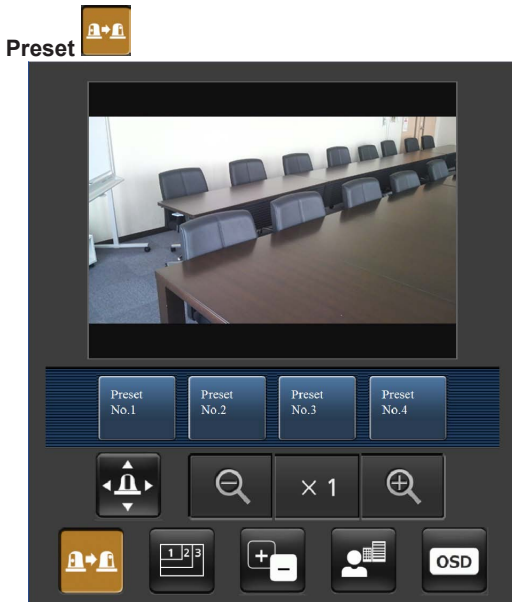 Preset
Preset No.1
Preset No.2
Preset No.3
Preset No.4
× 1
1 2 3
+
−
OSD